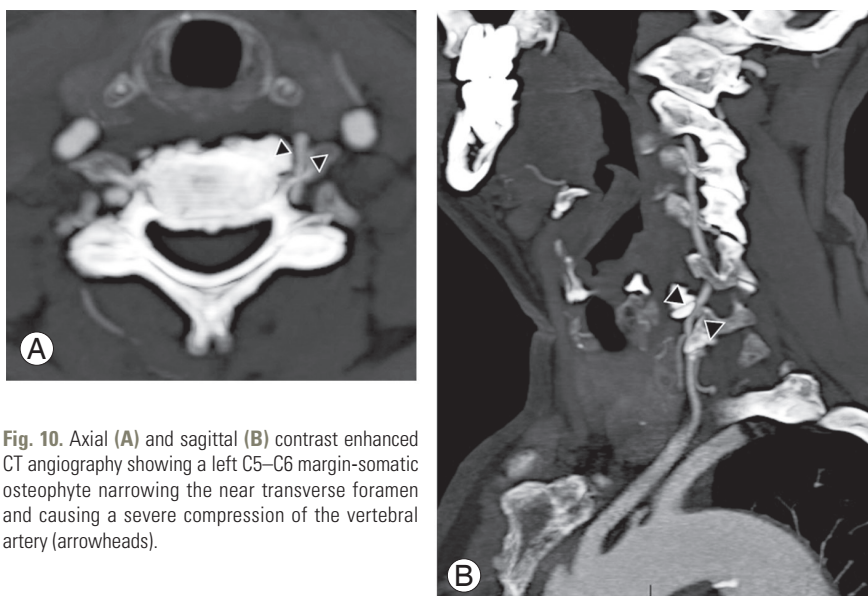 A
Fig. 10. Axial (A) and sagittal (B) contrast enhanced
CT angiography showing a left C5–C6 margin-somatic
osteophyte narrowing the near transverse foramen
and causing a severe compression of the vertebral
artery (arrowheads).
B